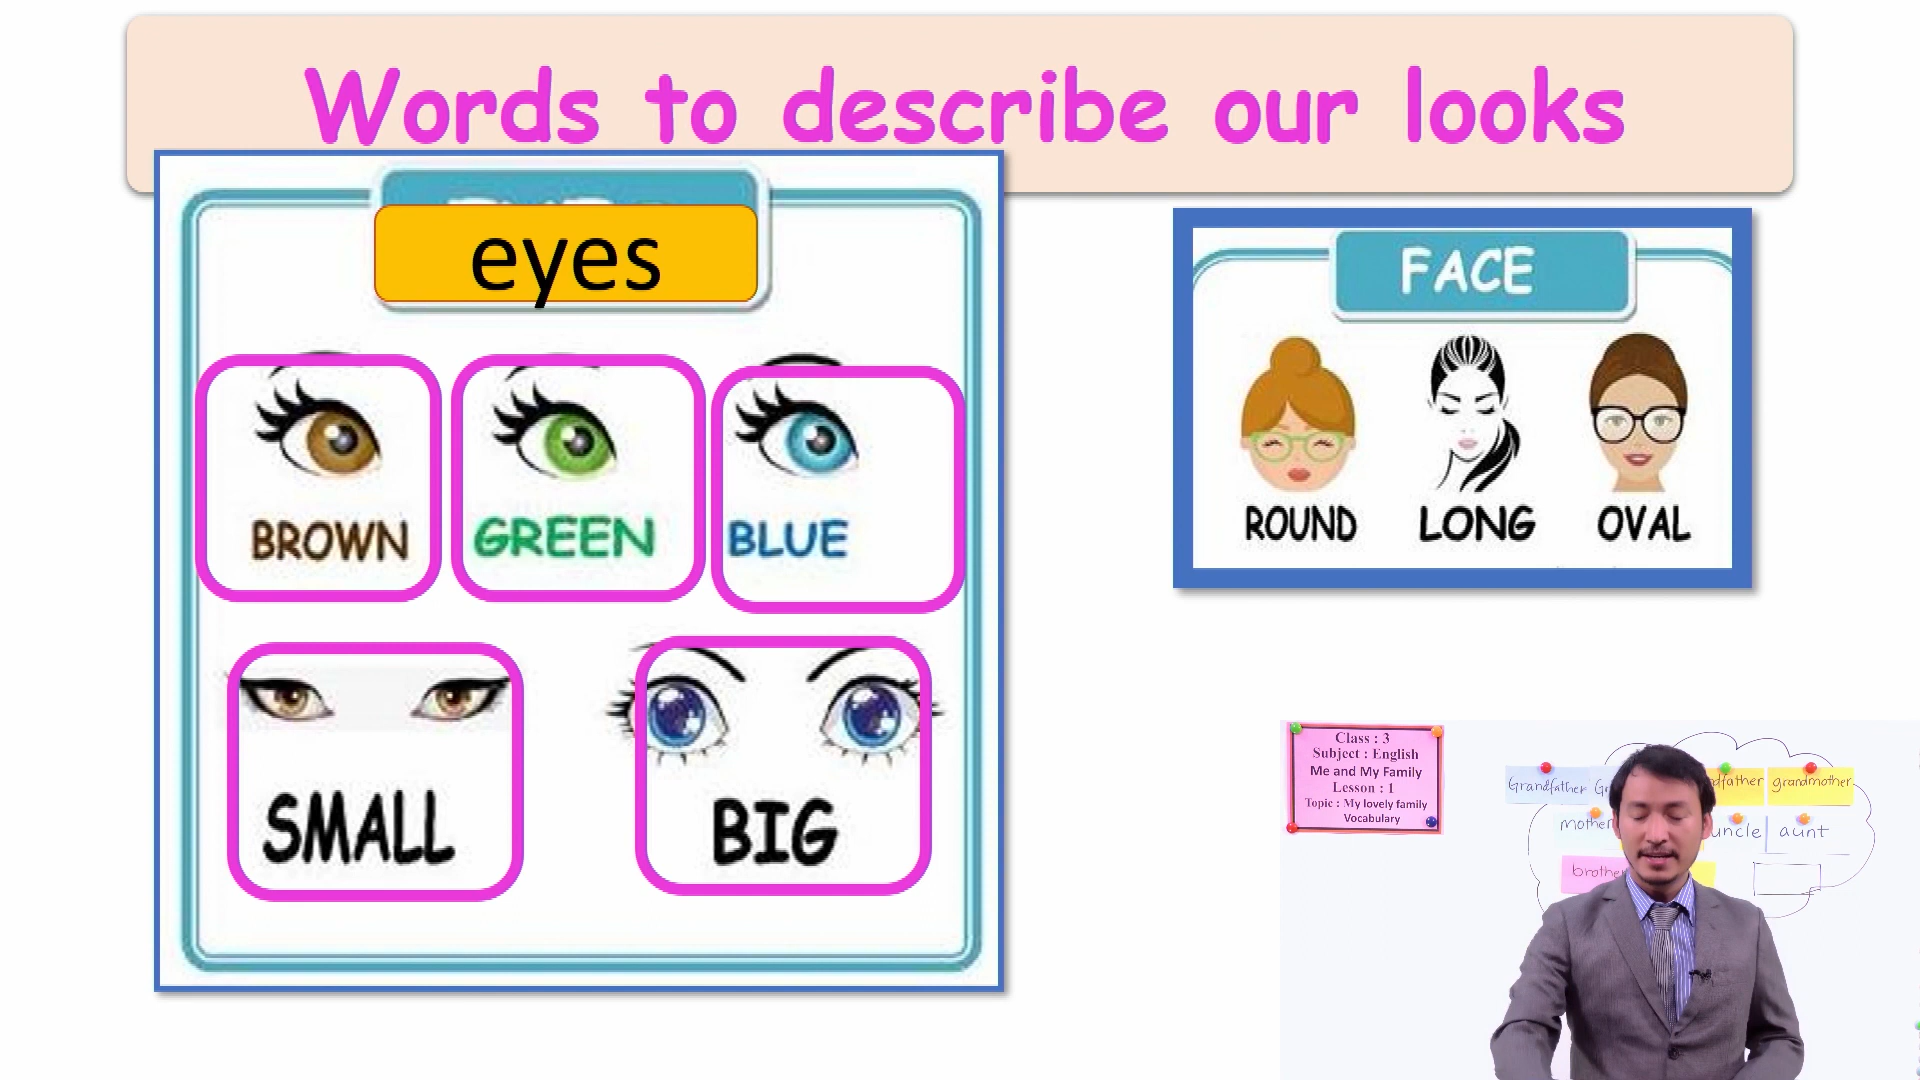 Words to describe our looks
eyes
BROWN GREEN BLUE
SMALL BIG
FACE
ROUND LONG OVAL
Class : 3
Subject : English
Me and My Family
Lesson : 1
Topic : My lovely family
Vocabulary
Grandfather grandmother
uncle aunt